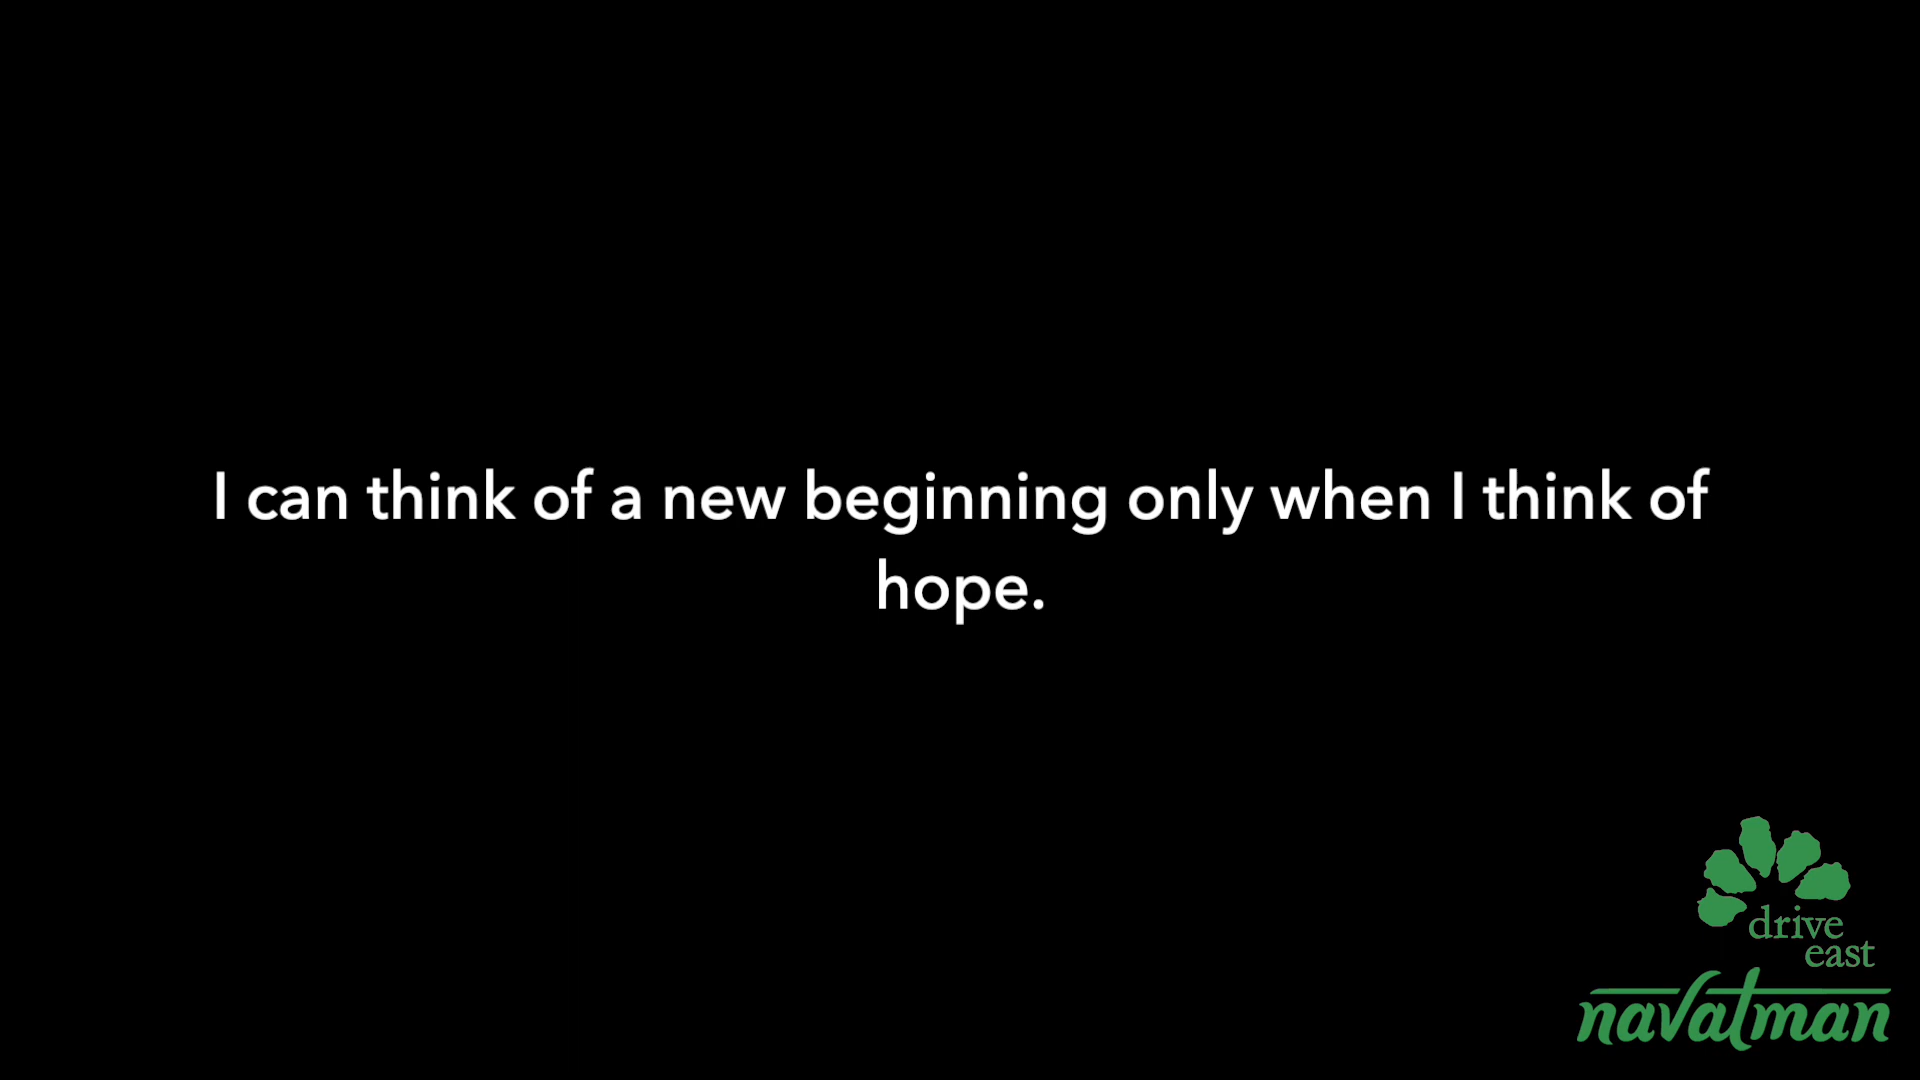 I can think of a new beginning only when I think of
hope.
drive
east
navatman